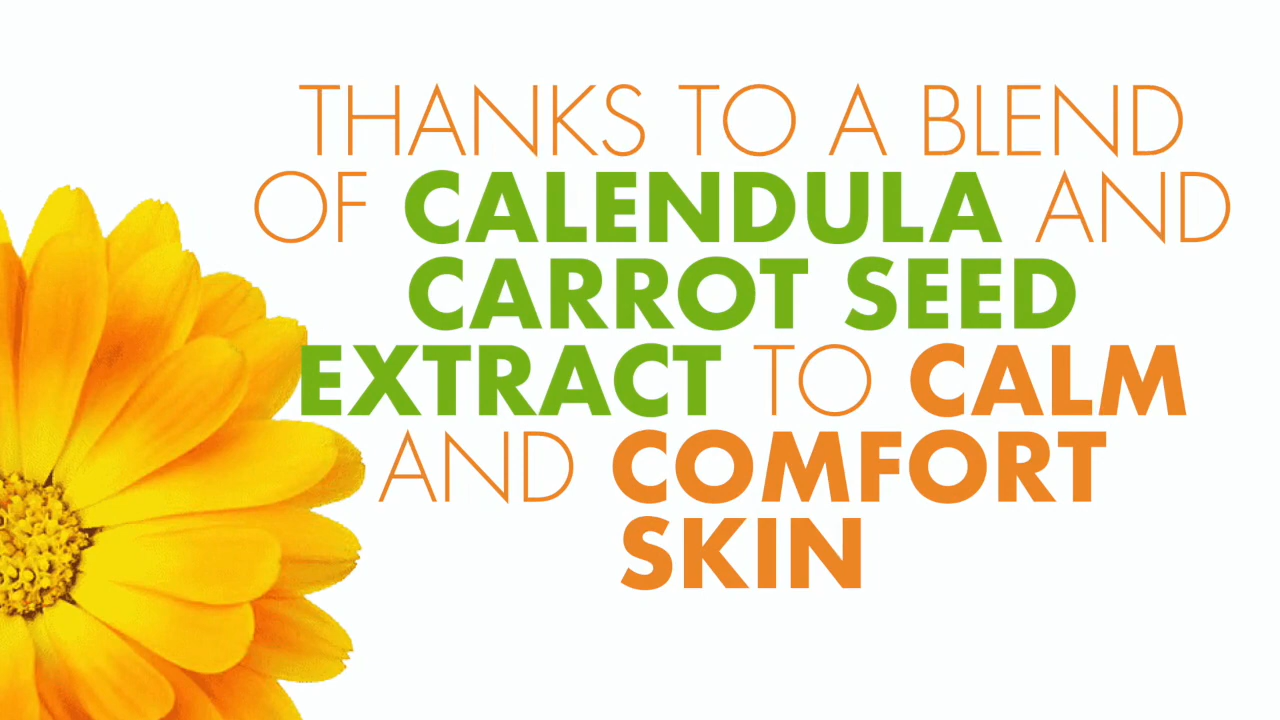 THANKS TO A BLEND
OF CALENDULA AND
CARROT SEED
EXTRACT TO CALM
AND COMFORT
SKIN